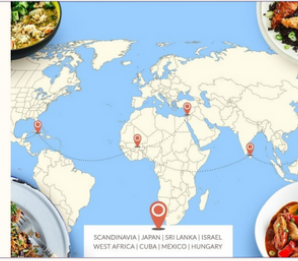 SCANDINAVIA | JAPAN | SRI LANKA | ISRAEL
WEST AFRICA | CUBA | MEXICO | HUNGARY